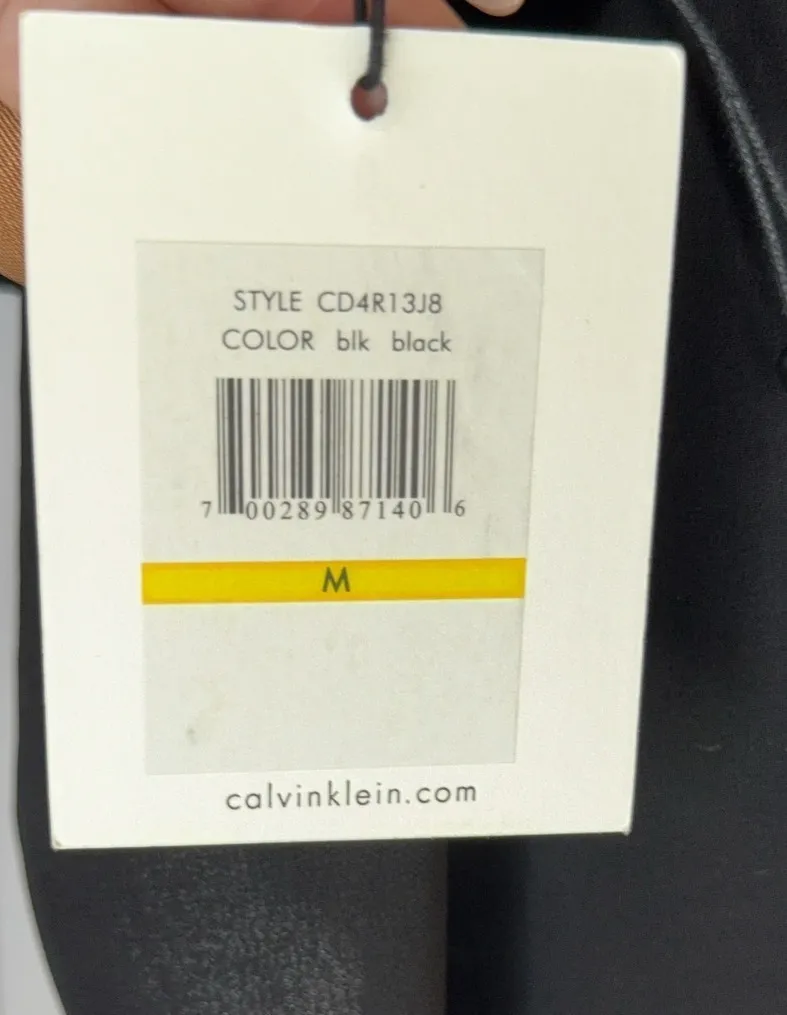 STYLE CD4R13J8
COLOR blk black
7 00289 87140 6
M
calvinklein.com